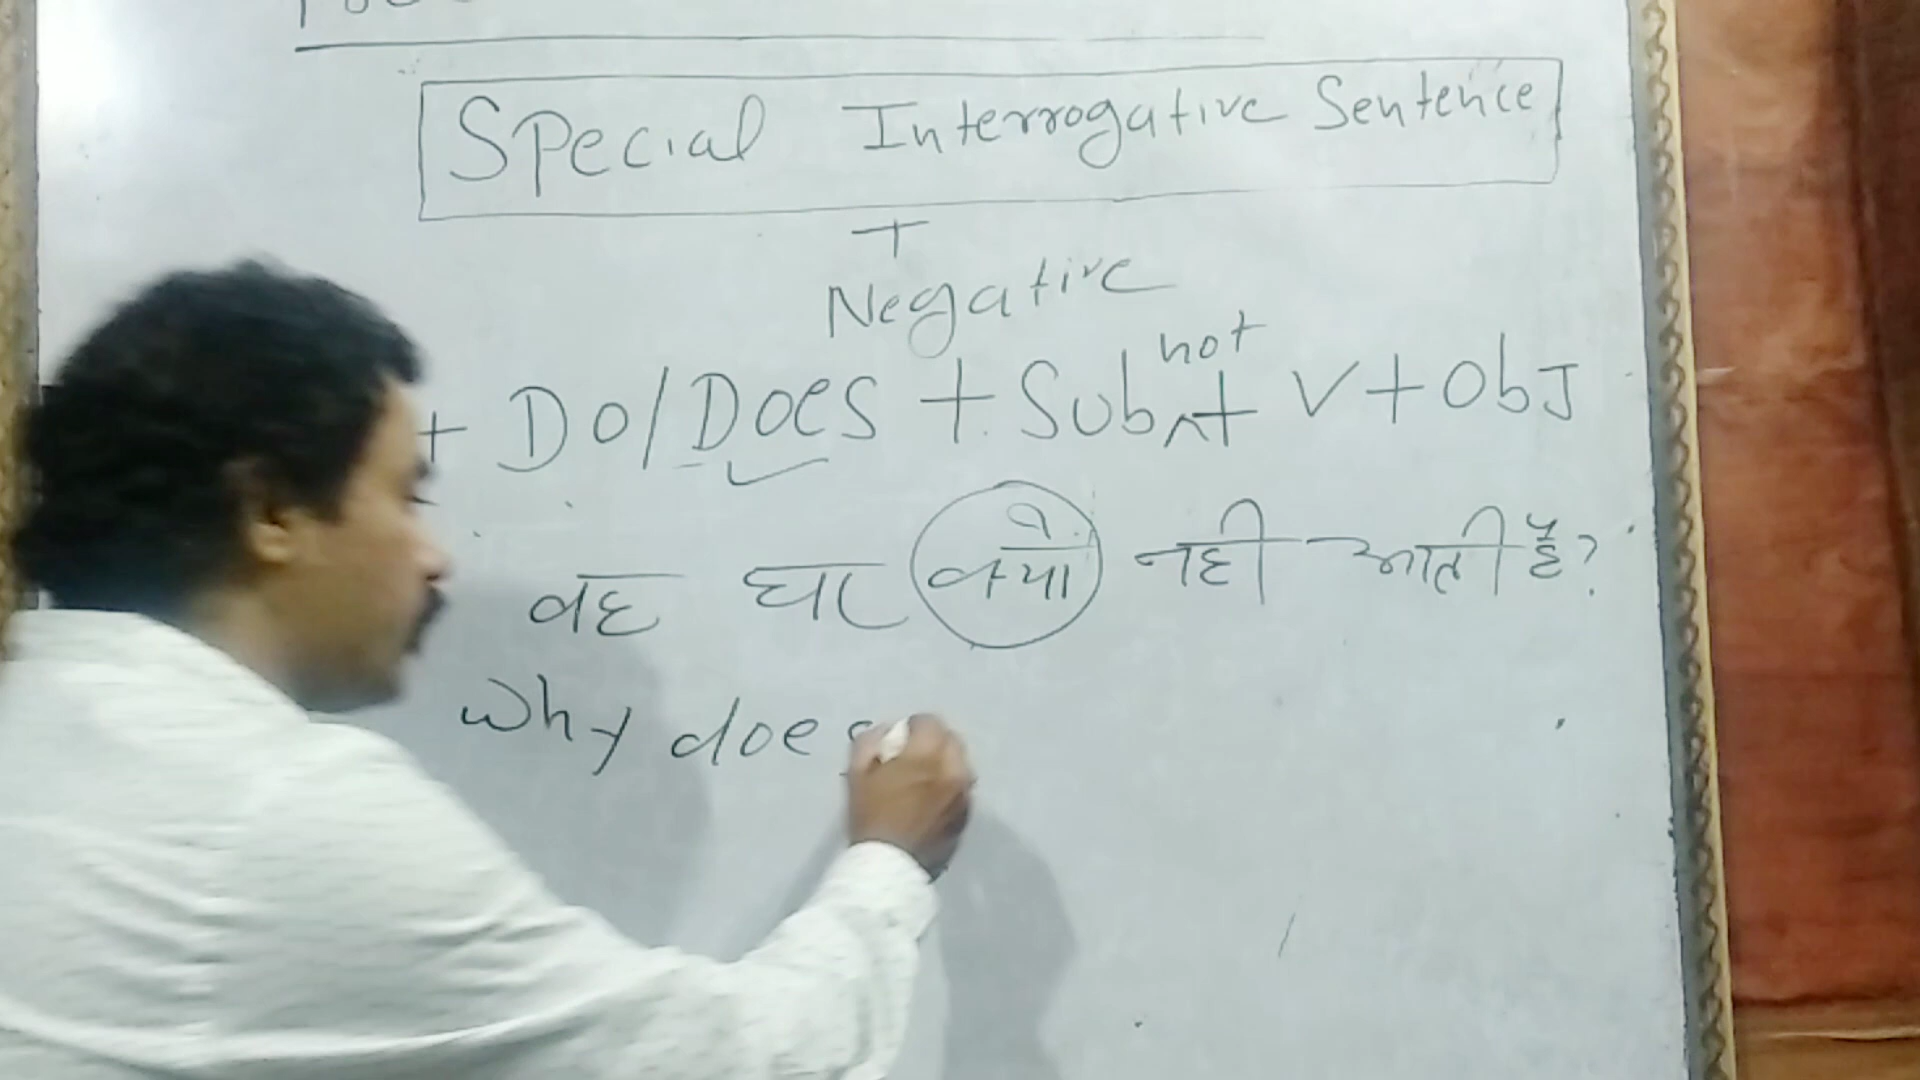 Special Interrogative Sentence
+
Negative
not
+ Do/Does + Sub + V + Obj
वह घर क्यो नही आती है?
Why does